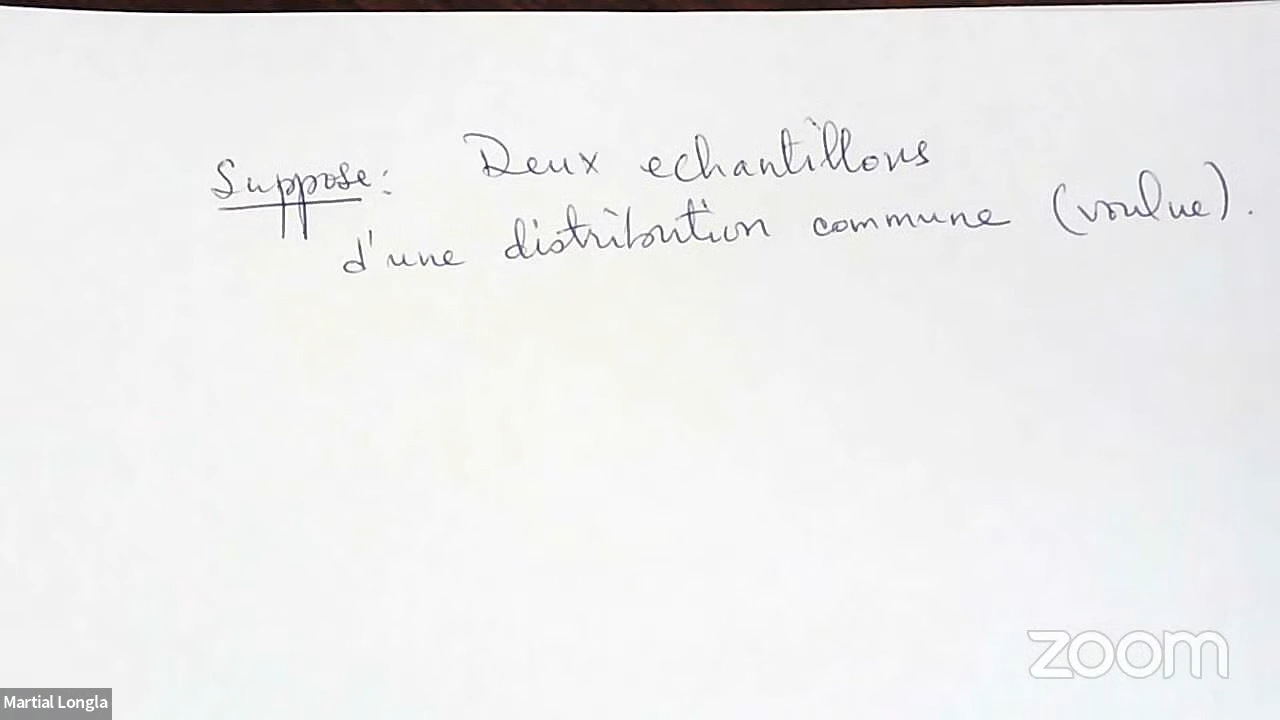 Suppose: Deux echantillons
d'une distribution commune (voulue).
zoom
Martial Longla